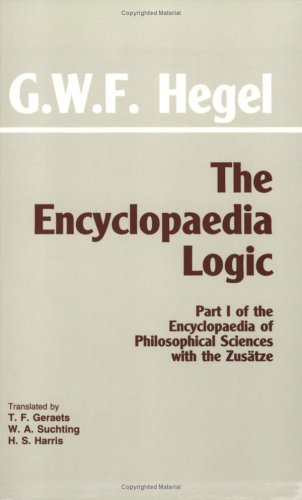 Copyrighted Material
G.W.F. Hegel
The
Encyclopaedia
Logic
Part I of the
Encyclopaedia of
Philosophical Sciences
with the Zusätze
Translated by
T. F. Geraets
W. A. Suchting
H. S. Harris
Copyrighted Material